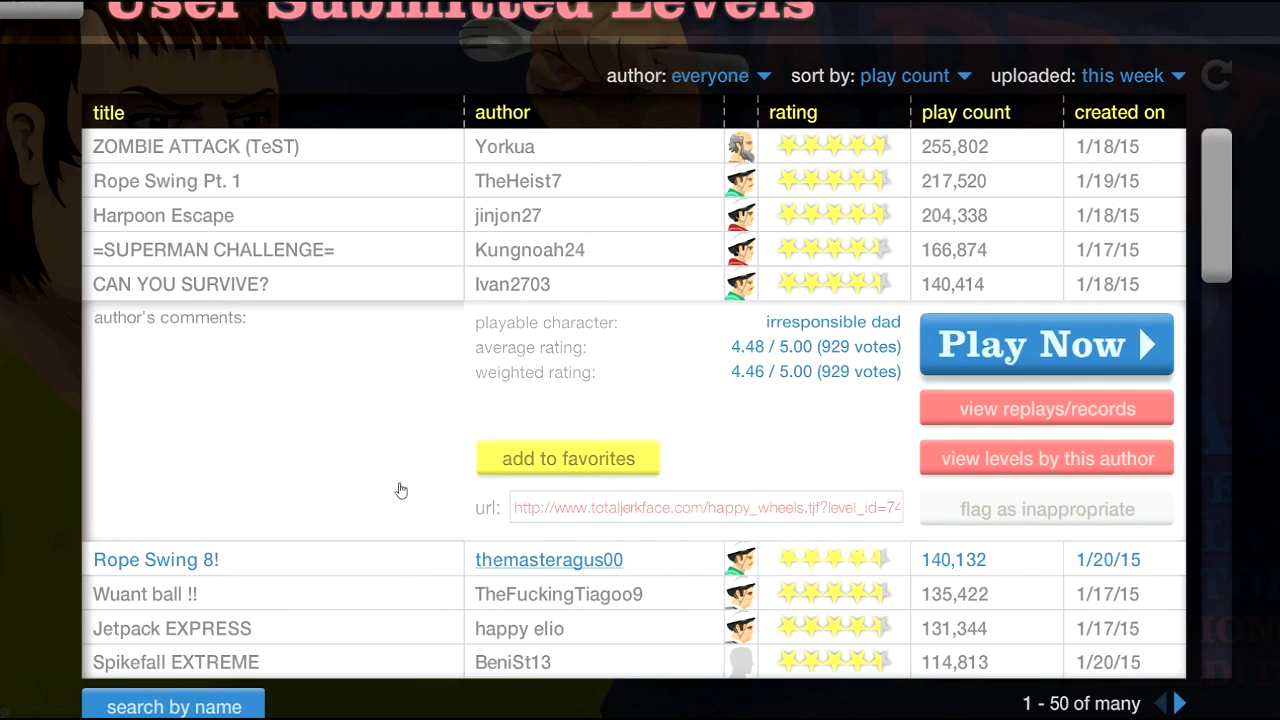 User Submitted Levels
author: everyone sort by: play count uploaded: this week
title author rating play count created on
ZOMBIE ATTACK (TeST) Yorkua 255,802 1/18/15
Rope Swing Pt. 1 TheHeist7 217,520 1/19/15
Harpoon Escape jinjon27 204,338 1/18/15
=SUPERMAN CHALLENGE= Kungnoah24 166,874 1/17/15
CAN YOU SURVIVE? Ivan2703 140,414 1/18/15
author's comments: playable character: irresponsible dad Play Now
average rating: 4.48 / 5.00 (929 votes)
weighted rating: 4.46 / 5.00 (929 votes)
view replays/records
add to favorites view levels by this author
url: http://www.totaljerkface.com/happy_wheels.tjf?level_id=74 flag as inappropriate
Rope Swing 8! themasteragus00 140,132 1/20/15
Wuant ball !! TheFuckingTiagoo9 135,422 1/17/15
Jetpack EXPRESS happy elio 131,344 1/17/15
Spikefall EXTREME BeniSt13 114,813 1/20/15
search by name 1 - 50 of many